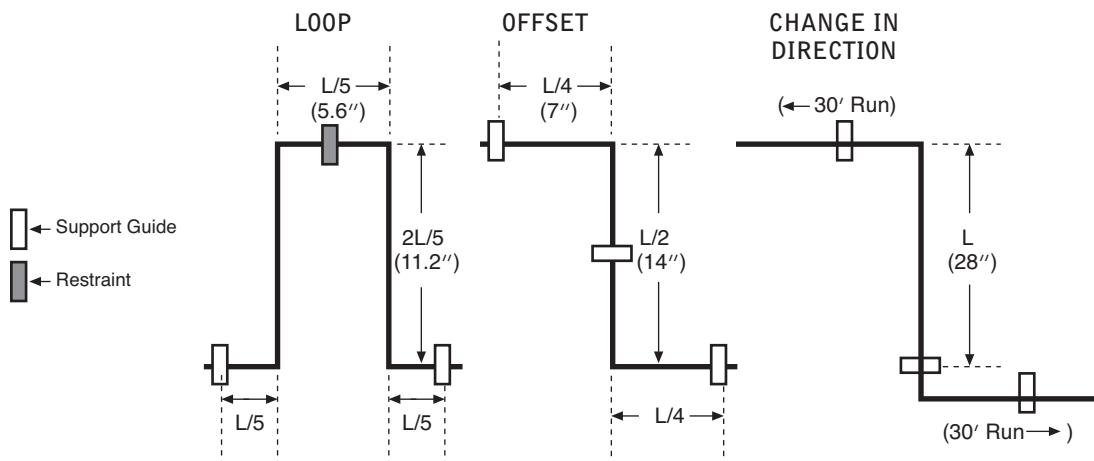 LOOP
L/5
(5.6″)
2L/5
(11.2″)
L/5
L/5
OFFSET
L/4
(7″)
L/2
(14″)
L/4
CHANGE IN
DIRECTION
(← 30′ Run)
L
(28″)
(30′ Run→ )
← Support Guide
← Restraint